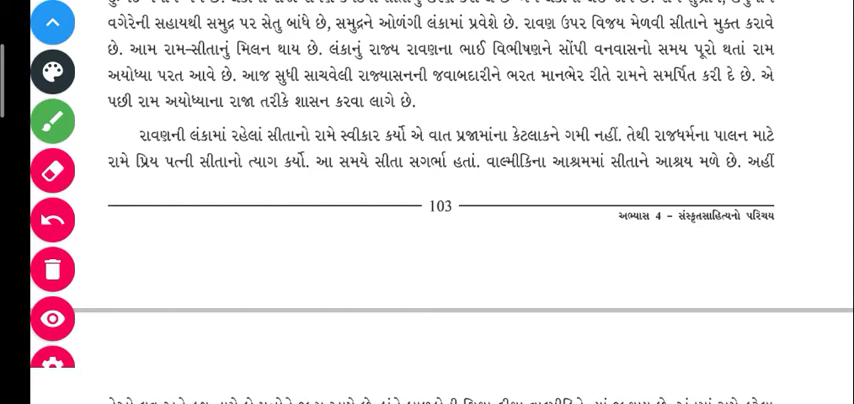 વગેરેની સહાયથી સમુદ્ર પર સેતુ બાંધે છે, સમુદ્રને ઓળંગી લંકામાં પ્રવેશે છે. રાવણ ઉપર વિજય મેળવી સીતાને મુક્ત કરાવે
છે. આમ રામ-સીતાનું મિલન થાય છે. લંકાનું રાજ્ય રાવણના ભાઈ વિભીષણને સોંપી વનવાસનો સમય પૂરો થતાં રામ
અયોધ્યા પરત આવે છે. આજ સુધી સાચવેલી રાજ્યાસનની જવાબદારીને ભરત માનભેર રીતે રામને સમર્પિત કરી દે છે. એ
પછી રામ અયોધ્યાના રાજા તરીકે શાસન કરવા લાગે છે.
રાવણની લંકામાં રહેલાં સીતાનો રામે સ્વીકાર કર્યો એ વાત પ્રજામાંના કેટલાકને ગમી નહીં. તેથી રાજધર્મના પાલન માટે
રામે પ્રિય પત્ની સીતાનો ત્યાગ કર્યો. આ સમયે સીતા સગર્ભા હતાં. વાલ્મીકિના આશ્રમમાં સીતાને આશ્રય મળે છે. અહીં
103
અભ્યાસ 4 - સંસ્કૃતસાહિત્યનો પરિચય